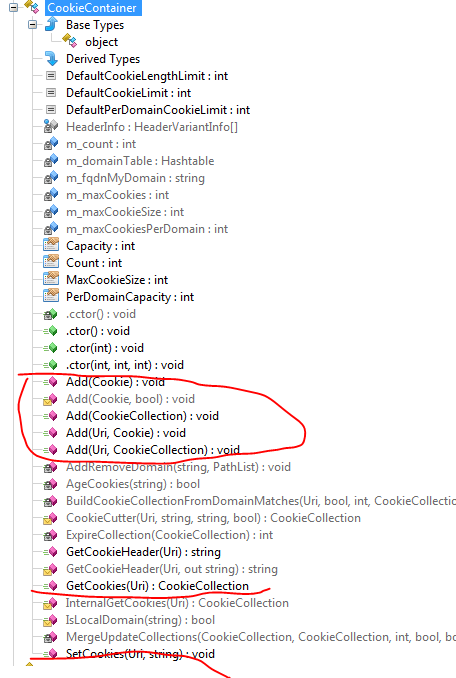 CookieContainer
Base Types
object
Derived Types
DefaultCookieLengthLimit : int
DefaultCookieLimit : int
DefaultPerDomainCookieLimit : int
HeaderInfo : HeaderVariantInfo[]
m_count : int
m_domainTable : Hashtable
m_fqdnMyDomain : string
m_maxCookies : int
m_maxCookieSize : int
m_maxCookiesPerDomain : int
Capacity : int
Count : int
MaxCookieSize : int
PerDomainCapacity : int
.cctor() : void
.ctor() : void
.ctor(int) : void
.ctor(int, int, int) : void
Add(Cookie) : void
Add(Cookie, bool) : void
Add(CookieCollection) : void
Add(Uri, Cookie) : void
Add(Uri, CookieCollection) : void
AddRemoveDomain(string, PathList) : void
AgeCookies(string) : bool
BuildCookieCollectionFromDomainMatches(Uri, bool, int, CookieCollec
CookieCutter(Uri, string, string, bool) : CookieCollection
ExpireCollection(CookieCollection) : int
GetCookieHeader(Uri) : string
GetCookieHeader(Uri, out string) : string
GetCookies(Uri) : CookieCollection
InternalGetCookies(Uri) : CookieCollection
IsLocalDomain(string) : bool
MergeUpdateCollections(CookieCollection, CookieCollection, int, bool, bo
SetCookies(Uri, string) : void